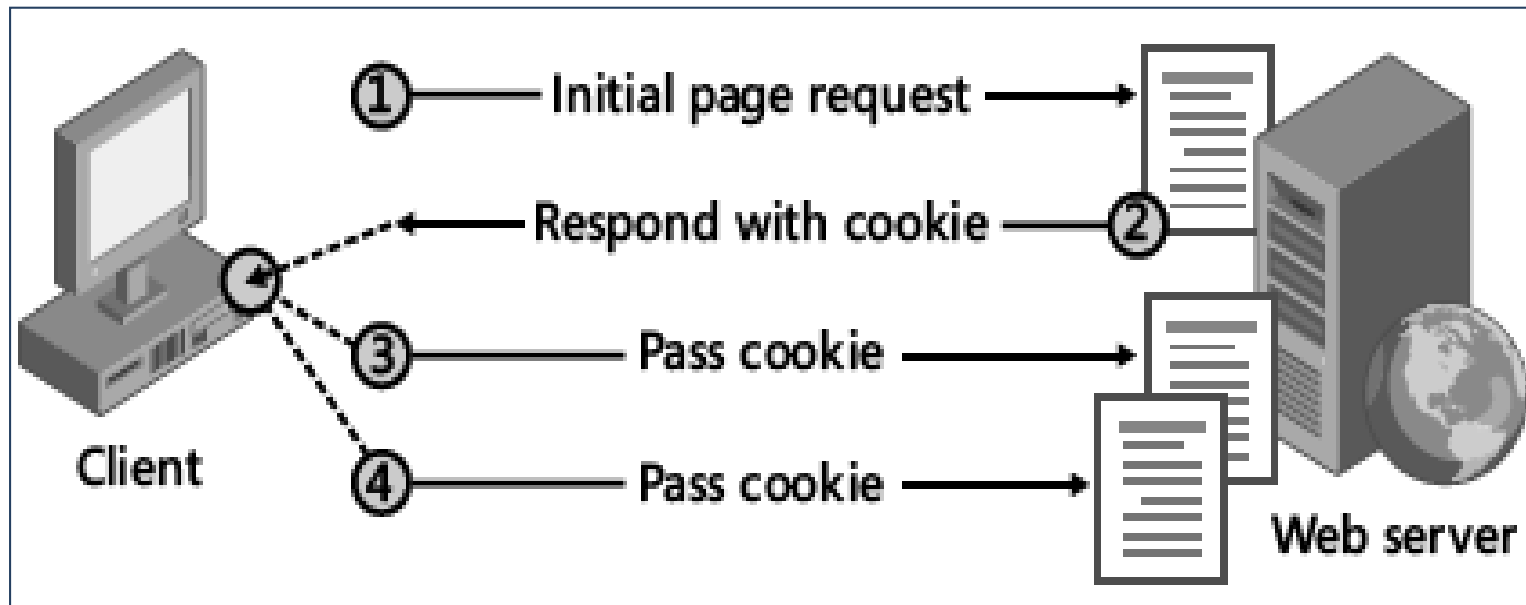 1 Initial page request
Respond with cookie 2
3 Pass cookie
Client
4 Pass cookie
Web server